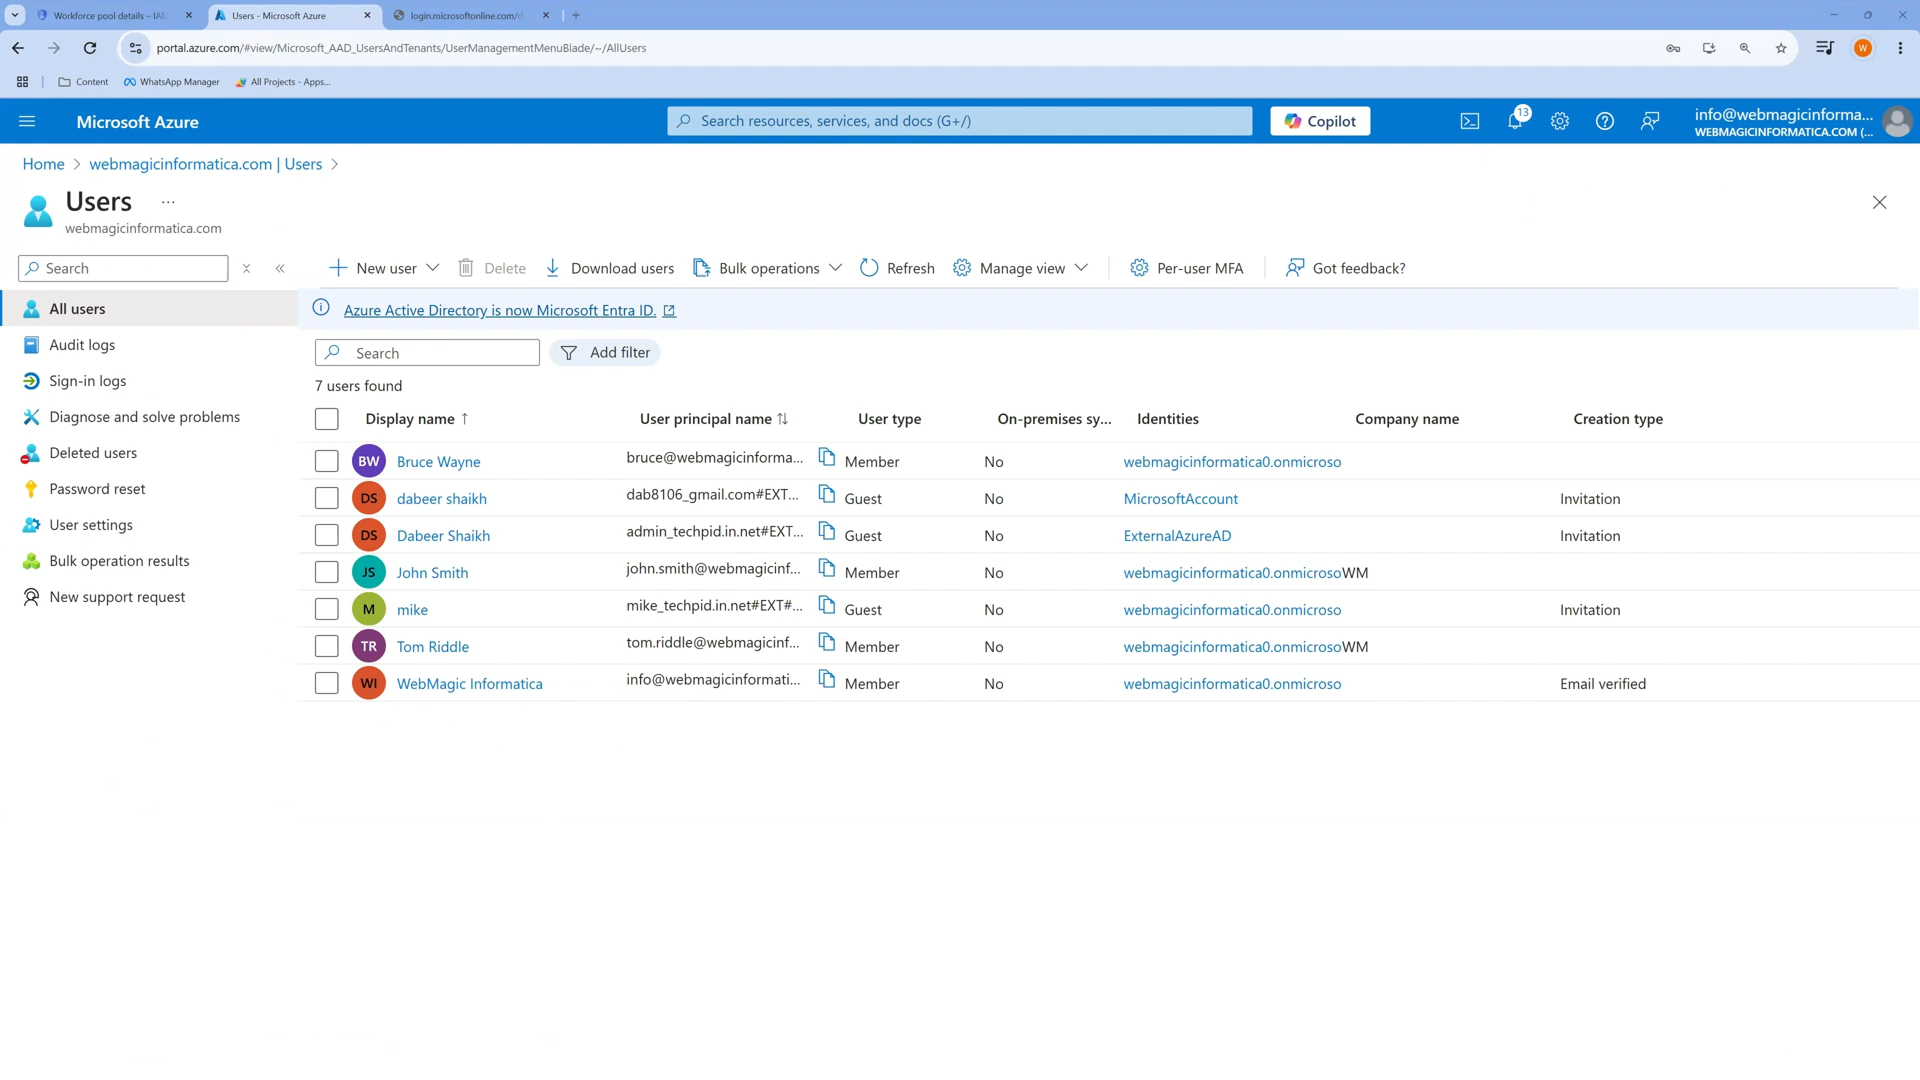 Workforce pool details – IAM
Users - Microsoft Azure
login.microsoftonline.com/d
portal.azure.com/#view/Microsoft_AAD_UsersAndTenants/UserManagementMenuBlade/~/AllUsers
W
Content
WhatsApp Manager
All Projects - Apps...
Microsoft Azure
Search resources, services, and docs (G+/)
Copilot
13
info@webmagicinforma...
WEBMAGICINFORMATICA.COM (...
Home > webmagicinformatica.com | Users >
Users ...
webmagicinformatica.com
Search
New user
Delete
Download users
Bulk operations
Refresh
Manage view
Per-user MFA
Got feedback?
All users
Audit logs
Sign-in logs
Diagnose and solve problems
Deleted users
Password reset
User settings
Bulk operation results
New support request
Azure Active Directory is now Microsoft Entra ID.
Search
Add filter
7 users found
Display name ↑ User principal name ↑↓ User type On-premises sy... Identities Company name Creation type
BW Bruce Wayne bruce@webmagicinforma... Member No webmagicinformatica0.onmicroso
DS dabeer shaikh dab8106_gmail.com#EXT... Guest No MicrosoftAccount Invitation
DS Dabeer Shaikh admin_techpid.in.net#EXT... Guest No ExternalAzureAD Invitation
JS John Smith john.smith@webmagicinf... Member No webmagicinformatica0.onmicroso WM
M mike mike_techpid.in.net#EXT#... Guest No webmagicinformatica0.onmicroso Invitation
TR Tom Riddle tom.riddle@webmagicinf... Member No webmagicinformatica0.onmicroso WM
WI WebMagic Informatica info@webmagicinformati... Member No webmagicinformatica0.onmicroso Email verified